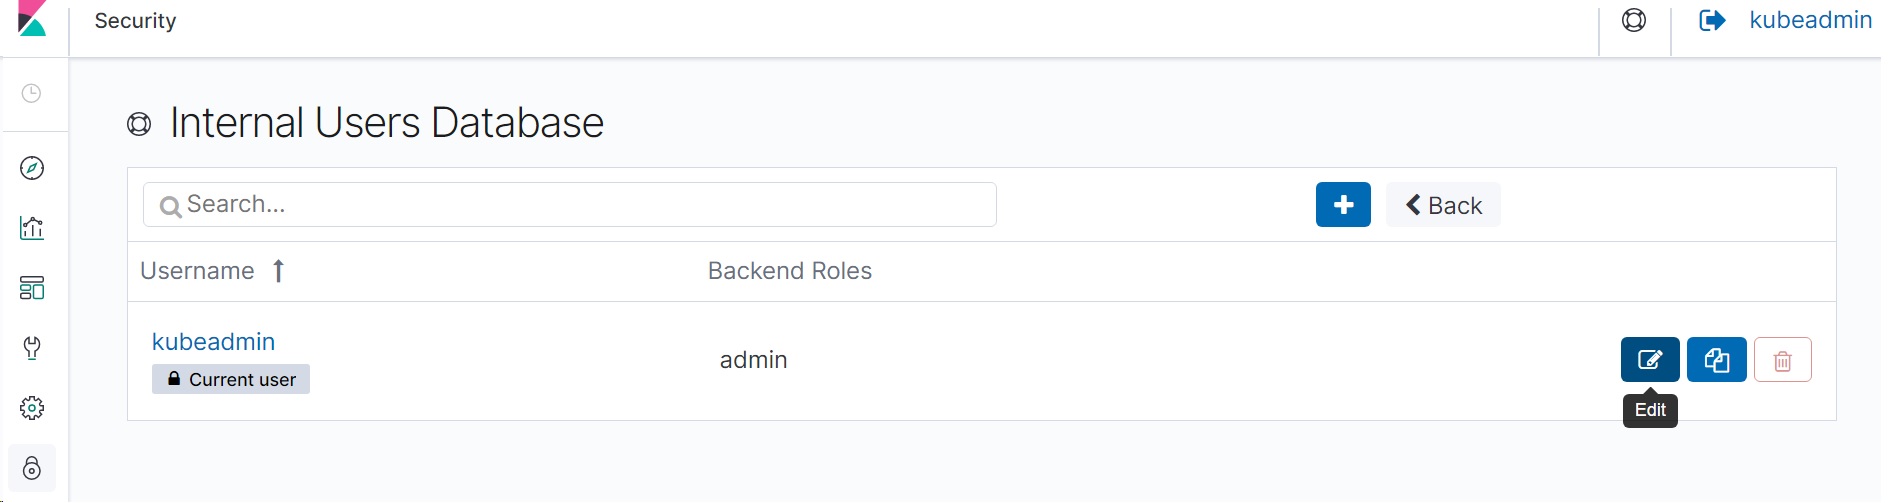 Security
kubeadmin
Internal Users Database
Search...
Back
Username
Backend Roles
kubeadmin
Current user
admin
Edit